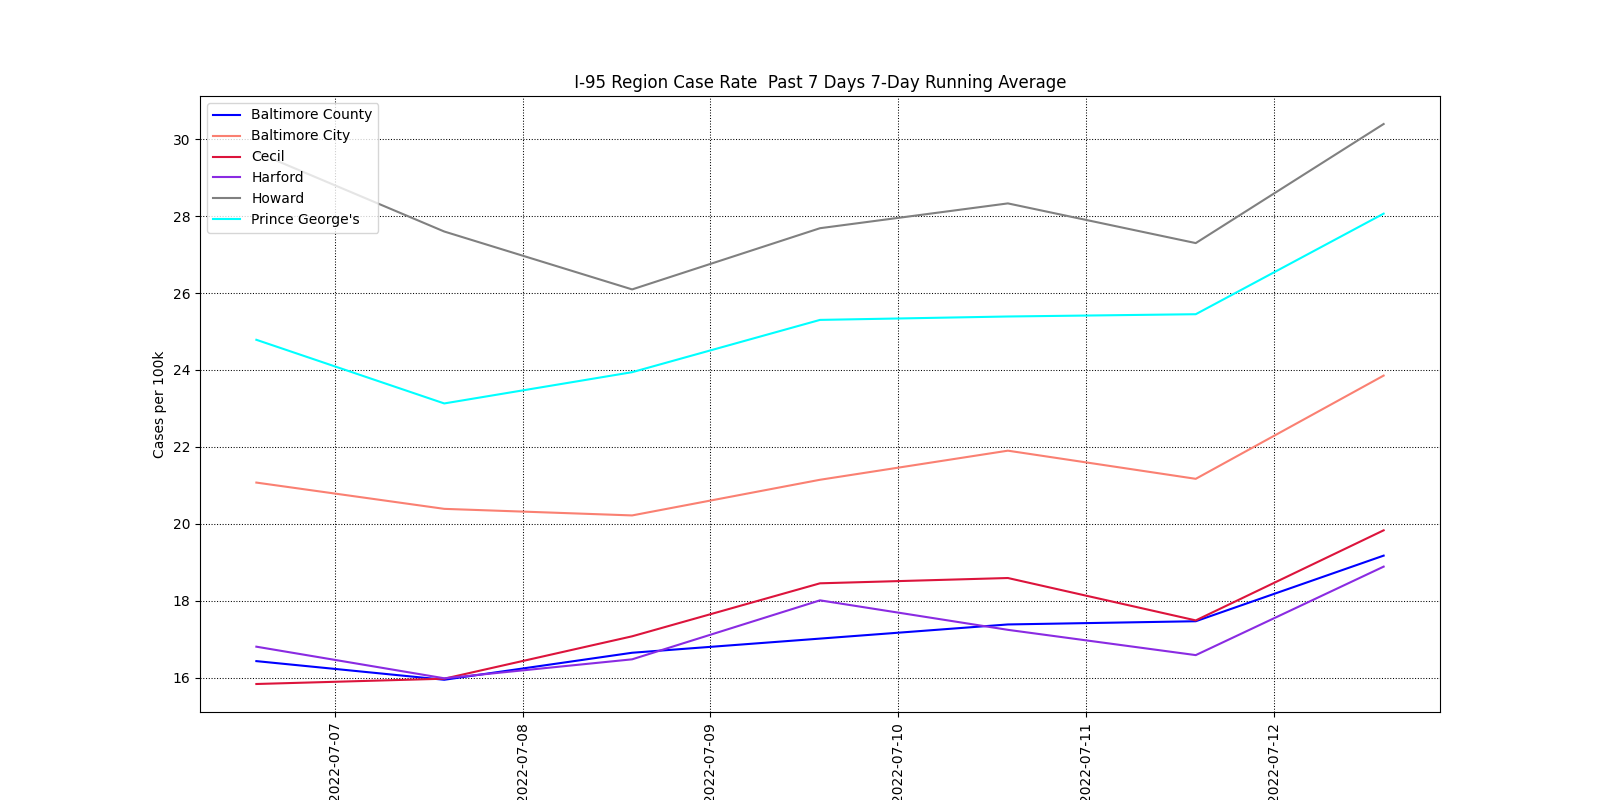 I-95 Region Case Rate  Past 7 Days 7-Day Running Average
Baltimore County
Baltimore City
Cecil
Harford
Howard
Prince George's
30
28
26
24
22
20
18
16
Cases per 100k
2022-07-07
2022-07-08
2022-07-09
2022-07-10
2022-07-11
2022-07-12